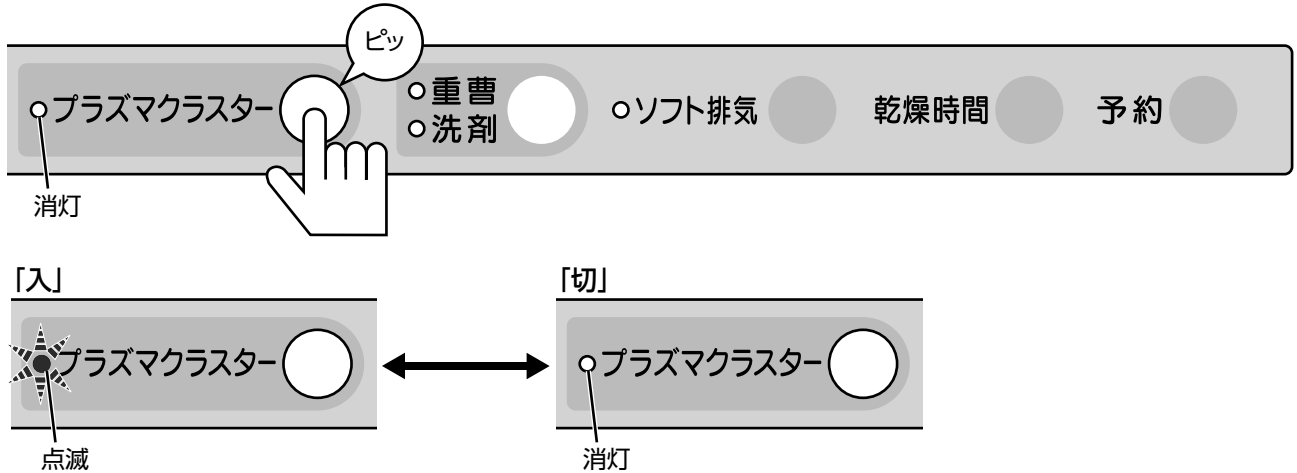 ピッ
プラズマクラスター
重曹
洗剤
ソフト排気
乾燥時間
予約
消灯
「入」
「切」
プラズマクラスター
プラズマクラスター
点滅
消灯